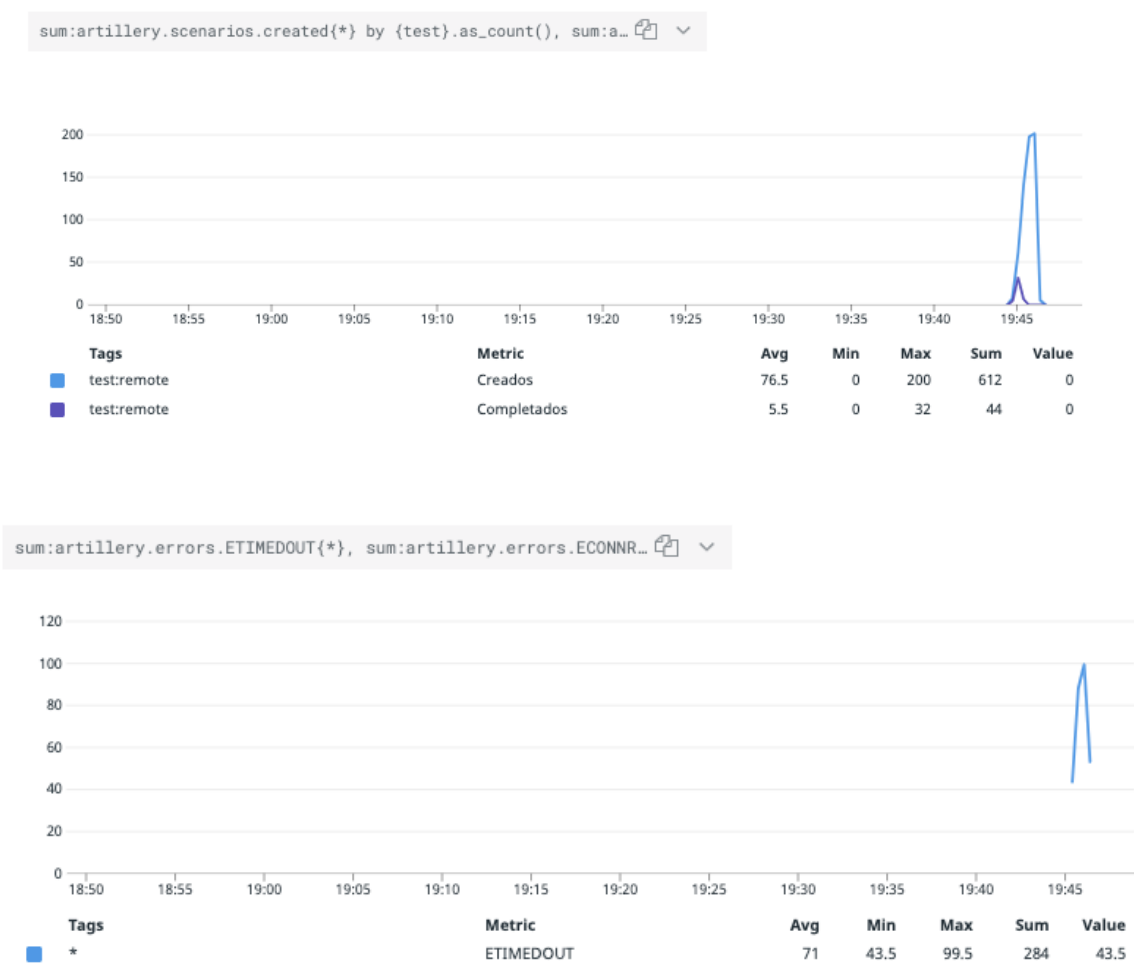 sum:artillery.scenarios.created{*} by {test}.as_count(), sum:a…
200
150
100
50
0
18:50 18:55 19:00 19:05 19:10 19:15 19:20 19:25 19:30 19:35 19:40 19:45
Tags Metric Avg Min Max Sum Value
test:remote Creados 76.5 0 200 612 0
test:remote Completados 5.5 0 32 44 0
sum:artillery.errors.ETIMEDOUT{*}, sum:artillery.errors.ECONNR…
120
100
80
60
40
20
0
18:50 18:55 19:00 19:05 19:10 19:15 19:20 19:25 19:30 19:35 19:40 19:45
Tags Metric Avg Min Max Sum Value
* ETIMEDOUT 71 43.5 99.5 284 43.5